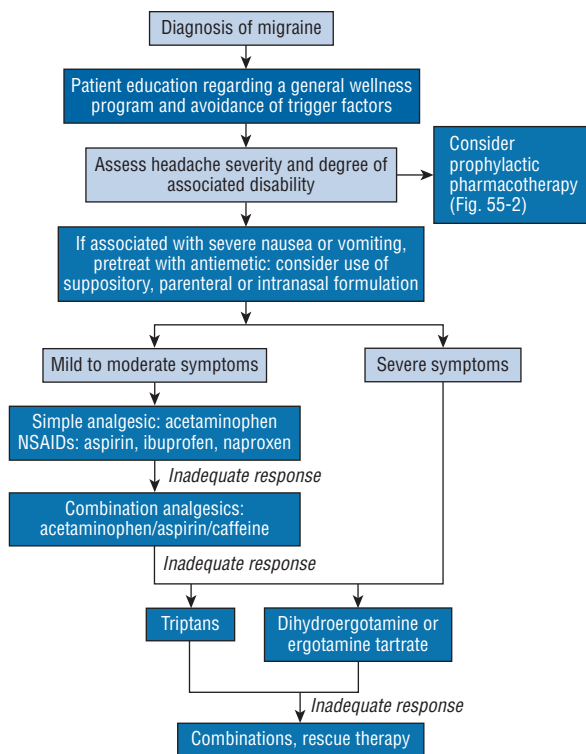 Diagnosis of migraine
Patient education regarding a general wellness
program and avoidance of trigger factors
Assess headache severity and degree of
associated disability
Consider
prophylactic
pharmacotherapy
(Fig. 55-2)
If associated with severe nausea or vomiting,
pretreat with antiemetic: consider use of
suppository, parenteral or intranasal formulation
Mild to moderate symptoms
Severe symptoms
Simple analgesic: acetaminophen
NSAIDs: aspirin, ibuprofen, naproxen
Inadequate response
Combination analgesics:
acetaminophen/aspirin/caffeine
Inadequate response
Triptans
Dihydroergotamine or
ergotamine tartrate
Inadequate response
Combinations, rescue therapy